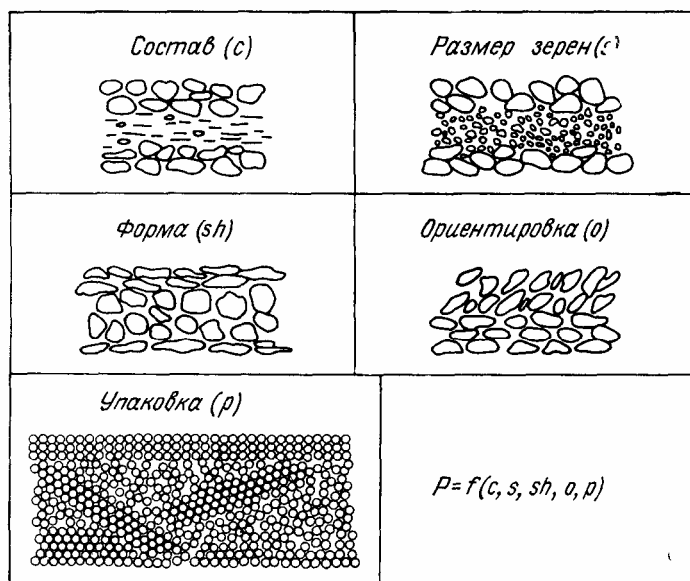 Состав (c)
Размер зерен (s)
Форма (sh)
Ориентировка (o)
Упаковка (p)
P=f(c, s, sh, o, p)